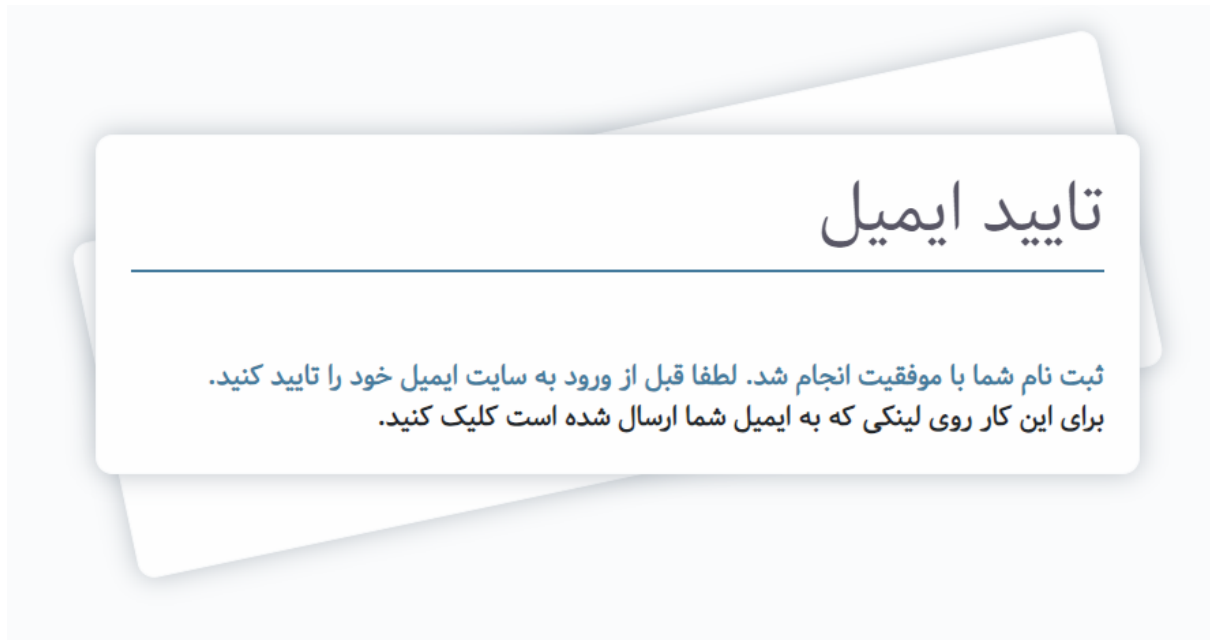 تایید ایمیل
ثبت نام شما با موفقیت انجام شد. لطفا قبل از ورود به سایت ایمیل خود را تایید کنید.
برای این کار روی لینکی که به ایمیل شما ارسال شده است کلیک کنید.